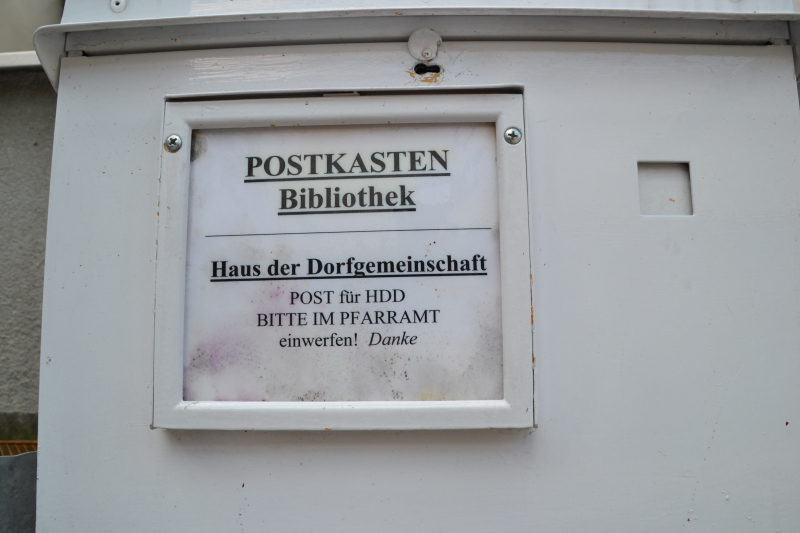 POSTKASTEN
Bibliothek
Haus der Dorfgemeinschaft
POST für HDD
BITTE IM PFARRAMT
einwerfen! Danke